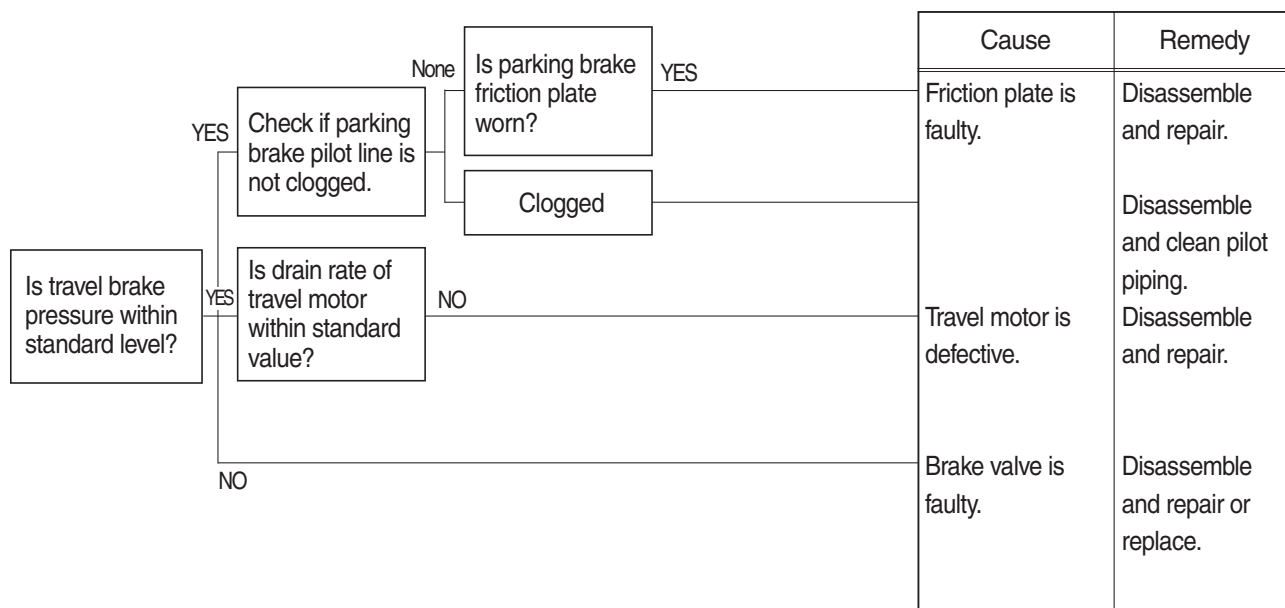 Is travel brake
pressure within
standard level?
YES
Check if parking
brake pilot line is
not clogged.
None
Is parking brake
friction plate
worn?
YES
Clogged
YES
Is drain rate of
travel motor
within standard
value?
NO
NO
Cause
Remedy
Friction plate is
faulty.
Disassemble
and repair.
Disassemble
and clean pilot
piping.
Travel motor is
defective.
Disassemble
and repair.
Brake valve is
faulty.
Disassemble
and repair or
replace.